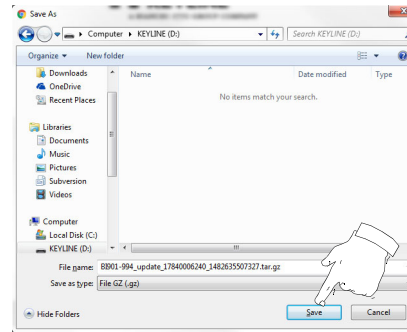 Save As
Computer ▸ KEYLINE (D:)
Search KEYLINE (D:)
Organize
New folder
Name
Date modified
Type
No items match your search.
Downloads
OneDrive
Recent Places
Libraries
Documents
Music
Pictures
Subversion
Videos
Computer
Local Disk (C:)
KEYLINE (D:)
File name: BI901-994_update_17840006240_1482635507327.tar.gz
Save as type: File GZ (.gz)
Hide Folders
Save
Cancel